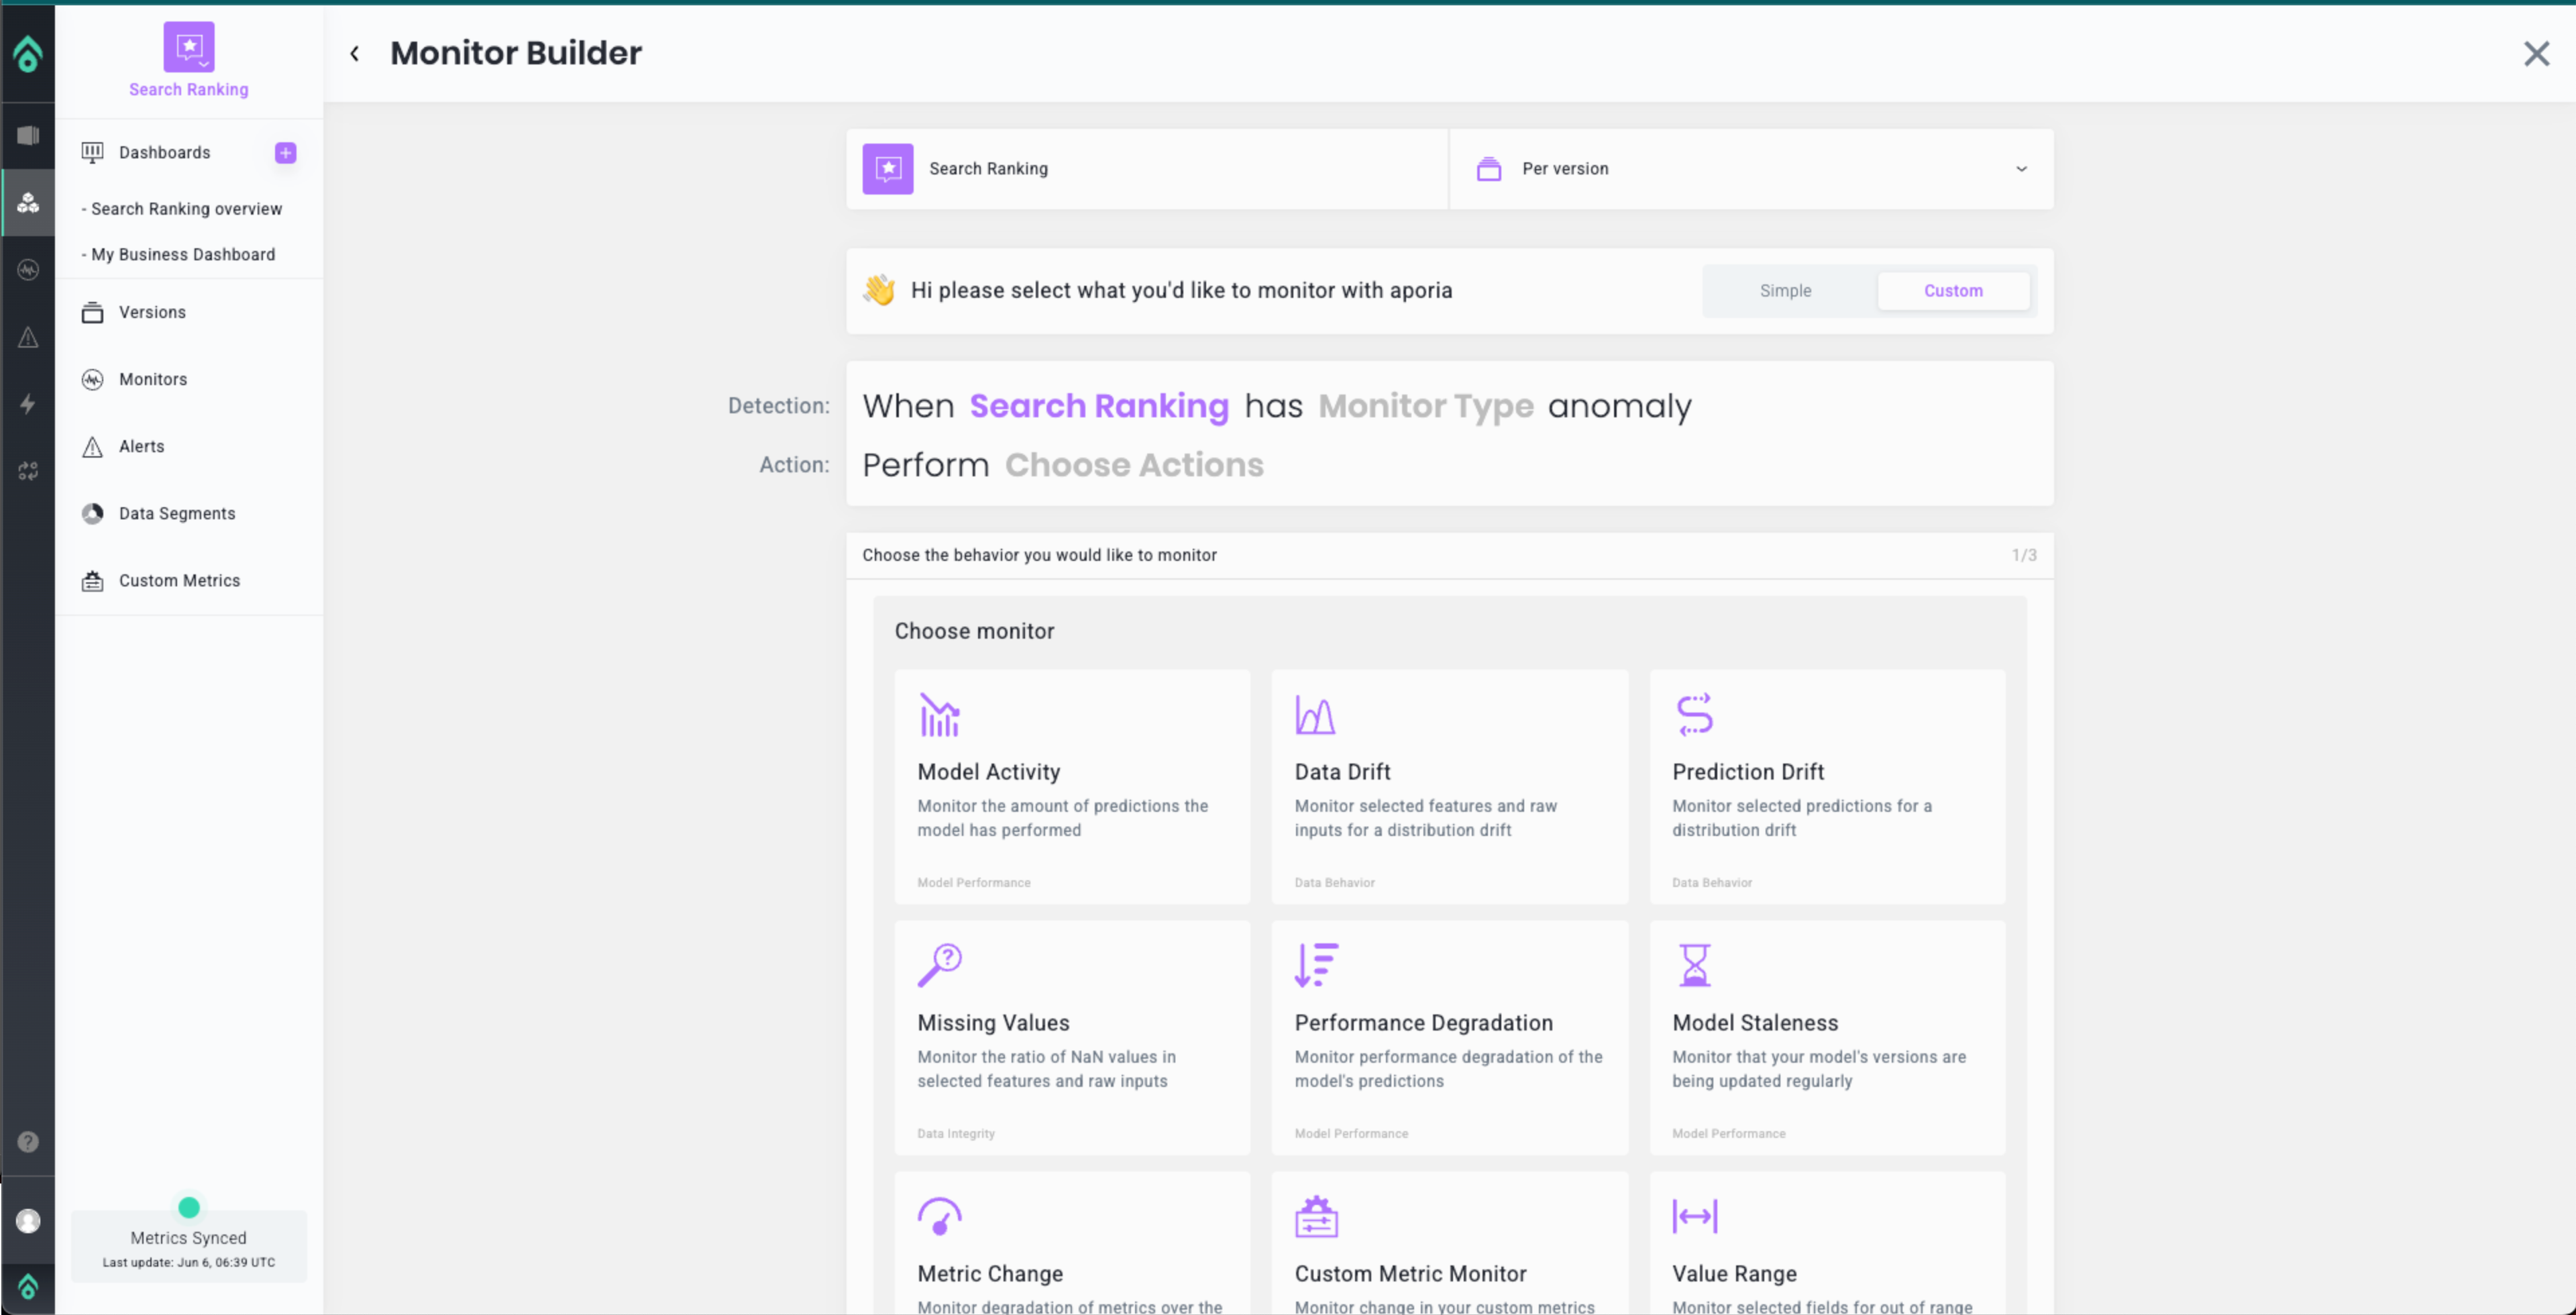 Search Ranking
Dashboards
- Search Ranking overview
- My Business Dashboard
Versions
Monitors
Alerts
Data Segments
Custom Metrics
Metrics Synced
Last update: Jun 6, 06:39 UTC
Monitor Builder
Search Ranking
Per version
Hi please select what you'd like to monitor with aporia
Simple
Custom
Detection:
When Search Ranking has Monitor Type anomaly
Action:
Perform Choose Actions
Choose the behavior you would like to monitor
1/3
Choose monitor
Model Activity
Monitor the amount of predictions the
model has performed
Model Performance
Data Drift
Monitor selected features and raw
inputs for a distribution drift
Data Behavior
Prediction Drift
Monitor selected predictions for a
distribution drift
Data Behavior
Missing Values
Monitor the ratio of NaN values in
selected features and raw inputs
Data Integrity
Performance Degradation
Monitor performance degradation of the
model's predictions
Model Performance
Model Staleness
Monitor that your model's versions are
being updated regularly
Model Performance
Metric Change
Monitor degradation of metrics over the
Custom Metric Monitor
Monitor change in your custom metrics
Value Range
Monitor selected fields for out of range